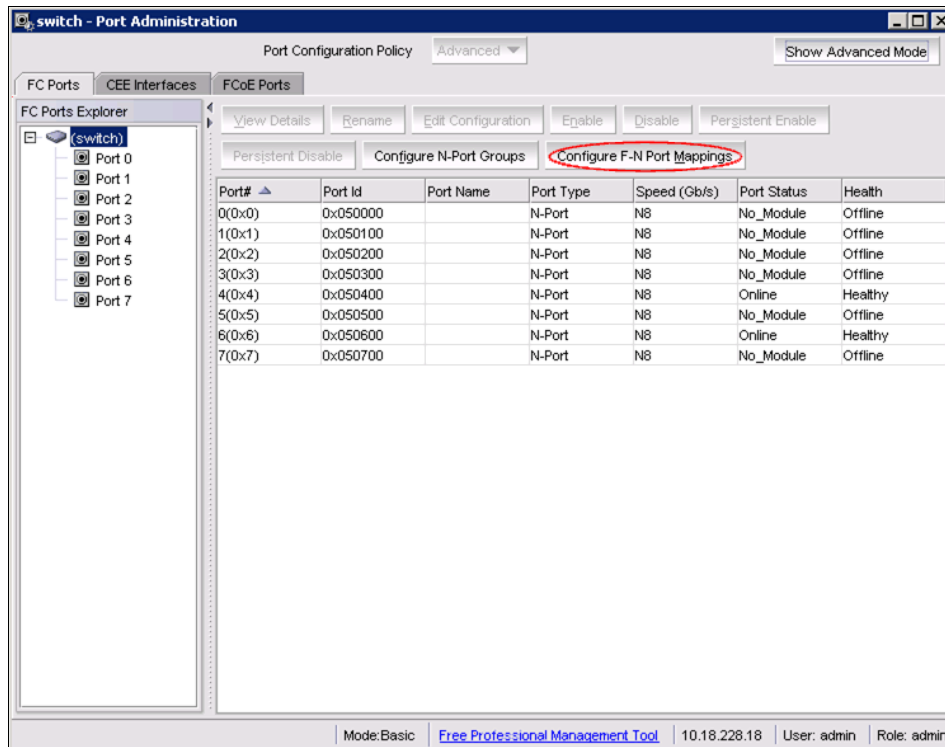 switch - Port Administration
Port Configuration Policy Advanced Show Advanced Mode
FC Ports CEE Interfaces FCoE Ports
FC Ports Explorer
(switch)
Port 0
Port 1
Port 2
Port 3
Port 4
Port 5
Port 6
Port 7
View Details Rename Edit Configuration Enable Disable Persistent Enable
Persistent Disable Configure N-Port Groups Configure F-N Port Mappings
Port# Port Id Port Name Port Type Speed (Gb/s) Port Status Health
0(0x0) 0x050000 N-Port N8 No_Module Offline
1(0x1) 0x050100 N-Port N8 No_Module Offline
2(0x2) 0x050200 N-Port N8 No_Module Offline
3(0x3) 0x050300 N-Port N8 No_Module Offline
4(0x4) 0x050400 N-Port N8 Online Healthy
5(0x5) 0x050500 N-Port N8 No_Module Offline
6(0x6) 0x050600 N-Port N8 Online Healthy
7(0x7) 0x050700 N-Port N8 No_Module Offline
Mode:Basic Free Professional Management Tool 10.18.228.18 User: admin Role: admin